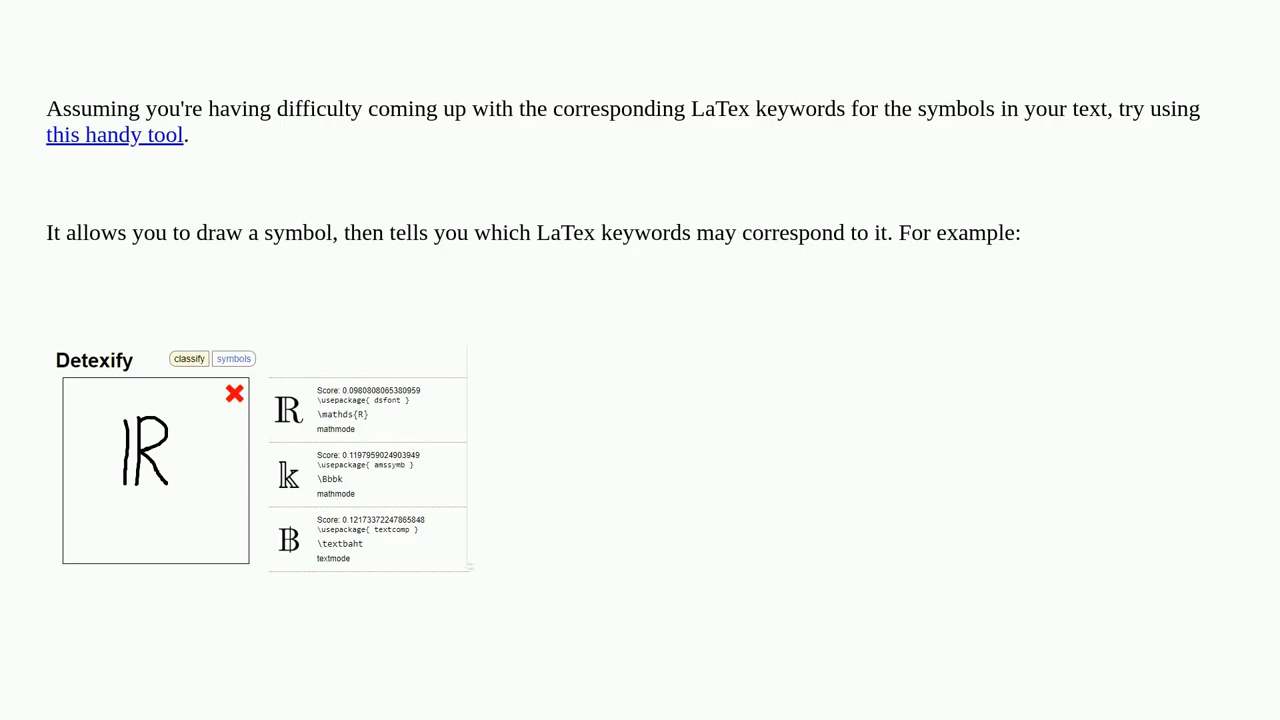 Assuming you're having difficulty coming up with the corresponding LaTex keywords for the symbols in your text, try using
this handy tool.
It allows you to draw a symbol, then tells you which LaTex keywords may correspond to it. For example:
Detexify
classify symbols
ℝ
ℝ
Score: 0.0980808065380959
\usepackage{ dsfont }
\mathds{R}
mathmode
𝕜
Score: 0.1197959024903949
\usepackage{ amssymb }
\Bbbk
mathmode
฿
Score: 0.12173372247865848
\usepackage{ textcomp }
\textbaht
textmode